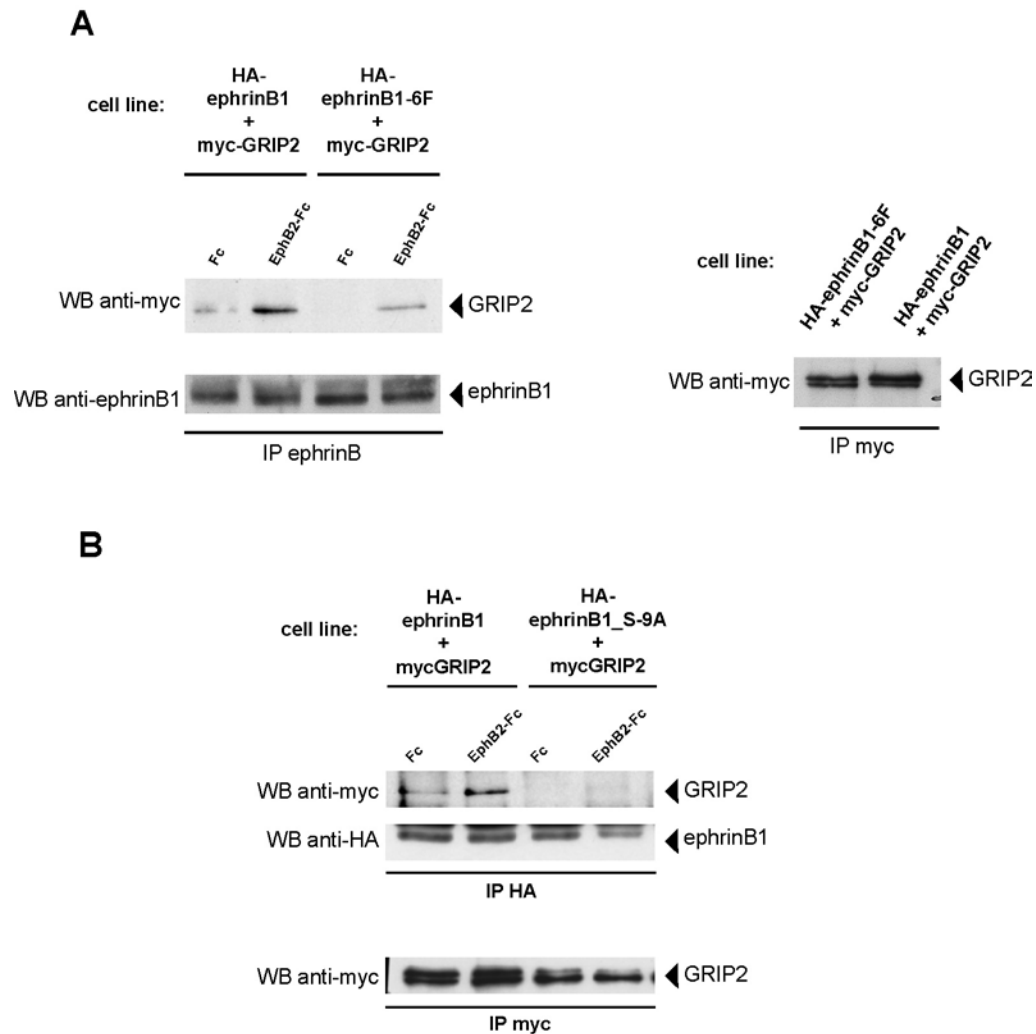 A
cell line:
HA-
ephrinB1
+
myc-GRIP2
HA-
ephrinB1-6F
+
myc-GRIP2
Fc
EphB2-Fc
Fc
EphB2-Fc
WB anti-myc
GRIP2
WB anti-ephrinB1
ephrinB1
IP ephrinB
cell line:
HA-ephrinB1-6F
+ myc-GRIP2
HA-ephrinB1
+ myc-GRIP2
WB anti-myc
GRIP2
IP myc
B
cell line:
HA-
ephrinB1
+
mycGRIP2
HA-
ephrinB1_S-9A
+
mycGRIP2
Fc
EphB2-Fc
Fc
EphB2-Fc
WB anti-myc
GRIP2
WB anti-HA
ephrinB1
IP HA
WB anti-myc
GRIP2
IP myc